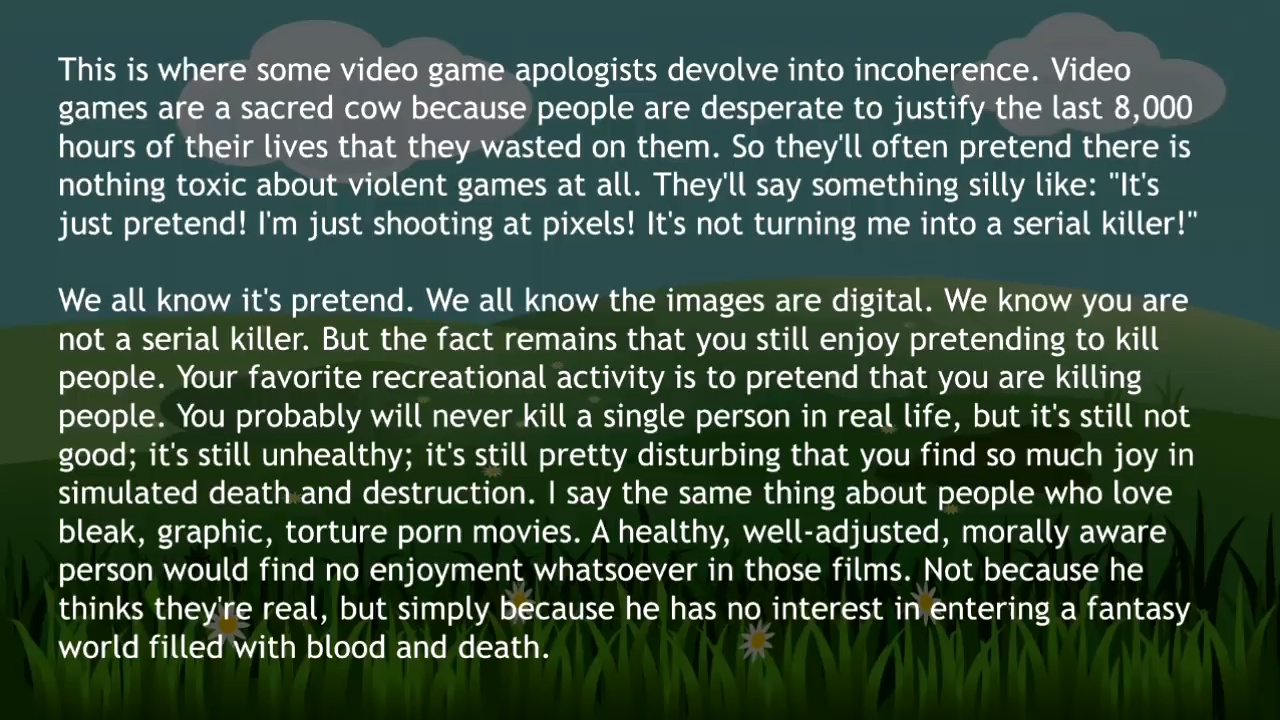 This is where some video game apologists devolve into incoherence. Video
games are a sacred cow because people are desperate to justify the last 8,000
hours of their lives that they wasted on them. So they'll often pretend there is
nothing toxic about violent games at all. They'll say something silly like: "It's
just pretend! I'm just shooting at pixels! It's not turning me into a serial killer!"
We all know it's pretend. We all know the images are digital. We know you are
not a serial killer. But the fact remains that you still enjoy pretending to kill
people. Your favorite recreational activity is to pretend that you are killing
people. You probably will never kill a single person in real life, but it's still not
good; it's still unhealthy; it's still pretty disturbing that you find so much joy in
simulated death and destruction. I say the same thing about people who love
bleak, graphic, torture porn movies. A healthy, well-adjusted, morally aware
person would find no enjoyment whatsoever in those films. Not because he
thinks they're real, but simply because he has no interest in entering a fantasy
world filled with blood and death.